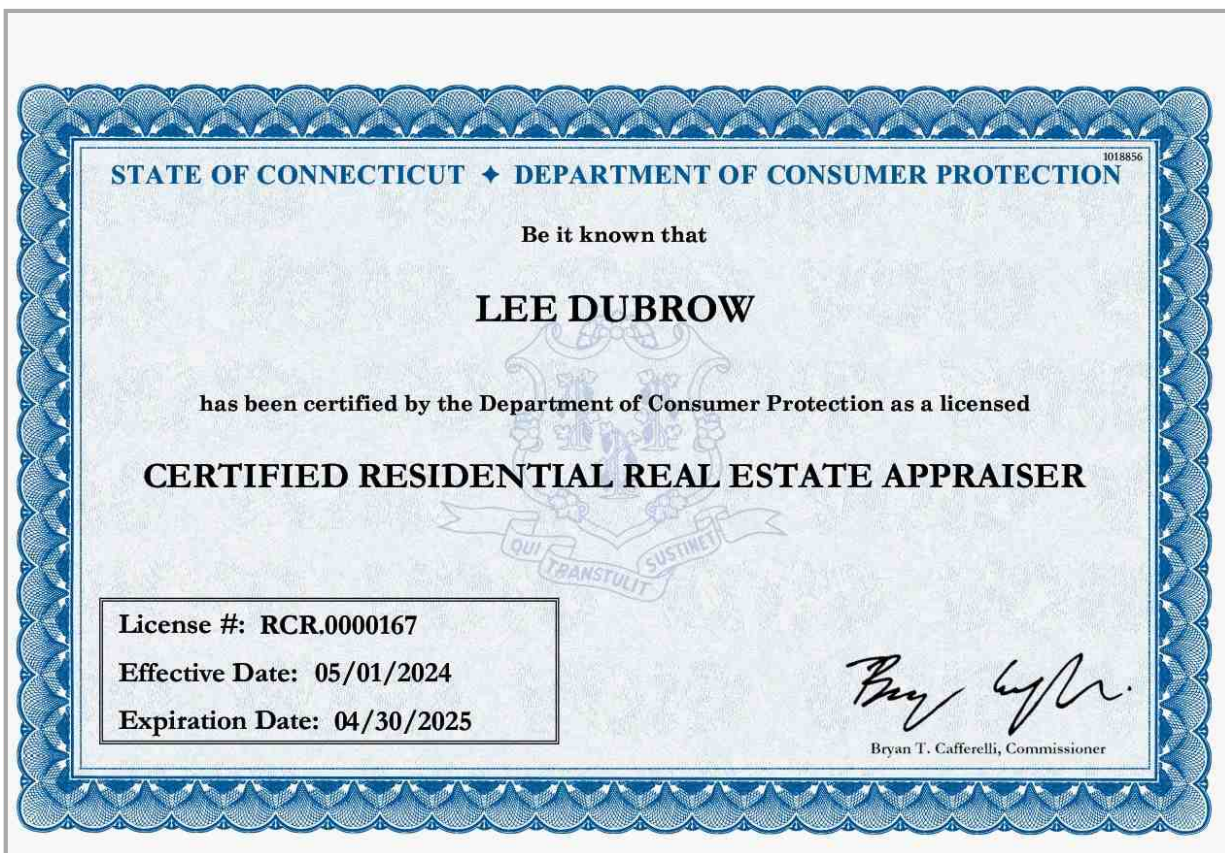 1018856
STATE OF CONNECTICUT ✦ DEPARTMENT OF CONSUMER PROTECTION
Be it known that
LEE DUBROW
has been certified by the Department of Consumer Protection as a licensed
CERTIFIED RESIDENTIAL REAL ESTATE APPRAISER
QUI TRANSTULIT SUSTINET
License #: RCR.0000167
Effective Date: 05/01/2024
Expiration Date: 04/30/2025
Bryan T. Cafferelli, Commissioner